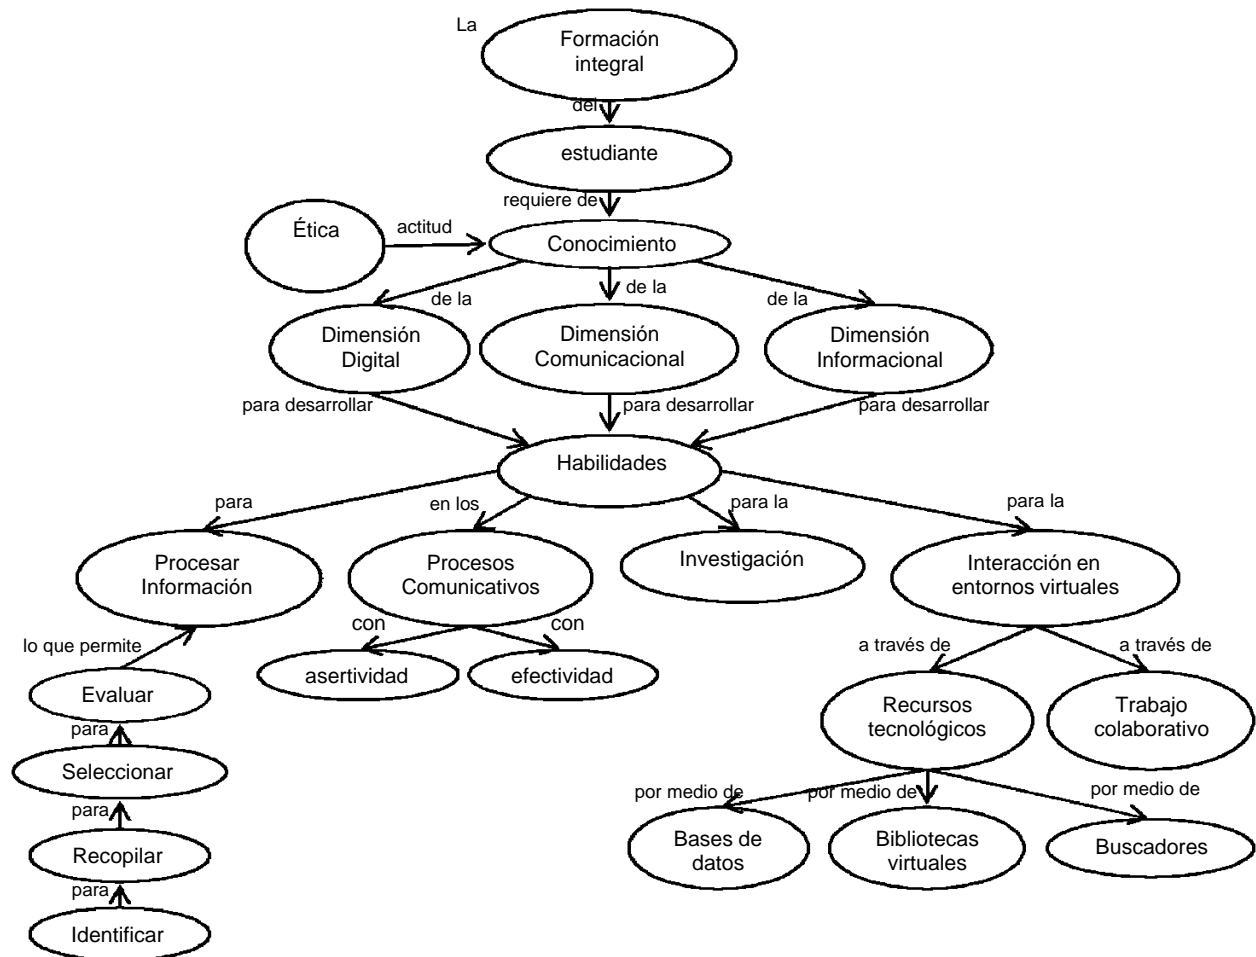 La
Formación
integral
del
estudiante
requiere de
Ética
actitud
Conocimiento
de la
de la
de la
Dimensión
Digital
Dimensión
Comunicacional
Dimensión
Informacional
para desarrollar
para desarrollar
para desarrollar
Habilidades
para
en los
para la
para la
Procesar
Información
Procesos
Comunicativos
Investigación
Interacción en
entornos virtuales
lo que permite
con
con
a través de
a través de
Evaluar
asertividad
efectividad
Recursos
tecnológicos
Trabajo
colaborativo
para
Seleccionar
por medio de
por medio de
por medio de
para
Bases de
datos
Bibliotecas
virtuales
Buscadores
Recopilar
para
Identificar